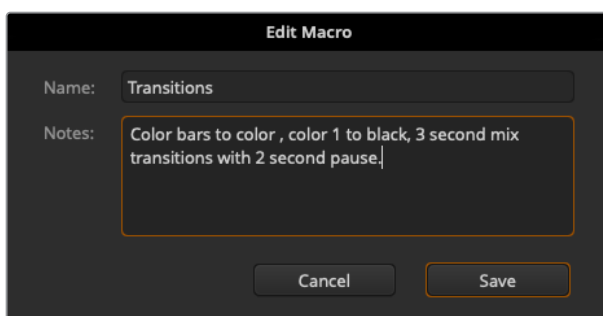 Edit Macro
Name: Transitions
Notes: Color bars to color , color 1 to black, 3 second mix
transitions with 2 second pause.
Cancel Save